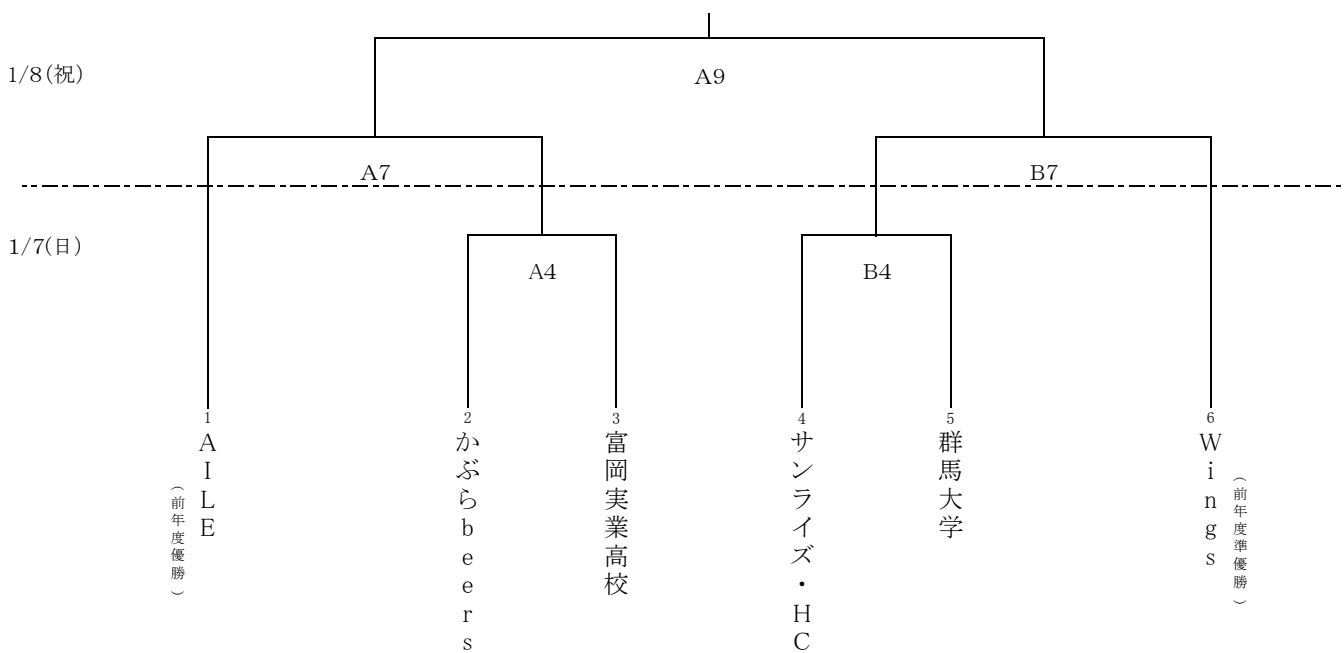 1/8(祝)
A9
A7
B7
1/7(日)
A4
B4
1
AILE
（前年度優勝）
2
かぶらbeers
3
富岡実業高校
4
サンライズ・HC
5
群馬大学
6
Wings
（前年度準優勝）